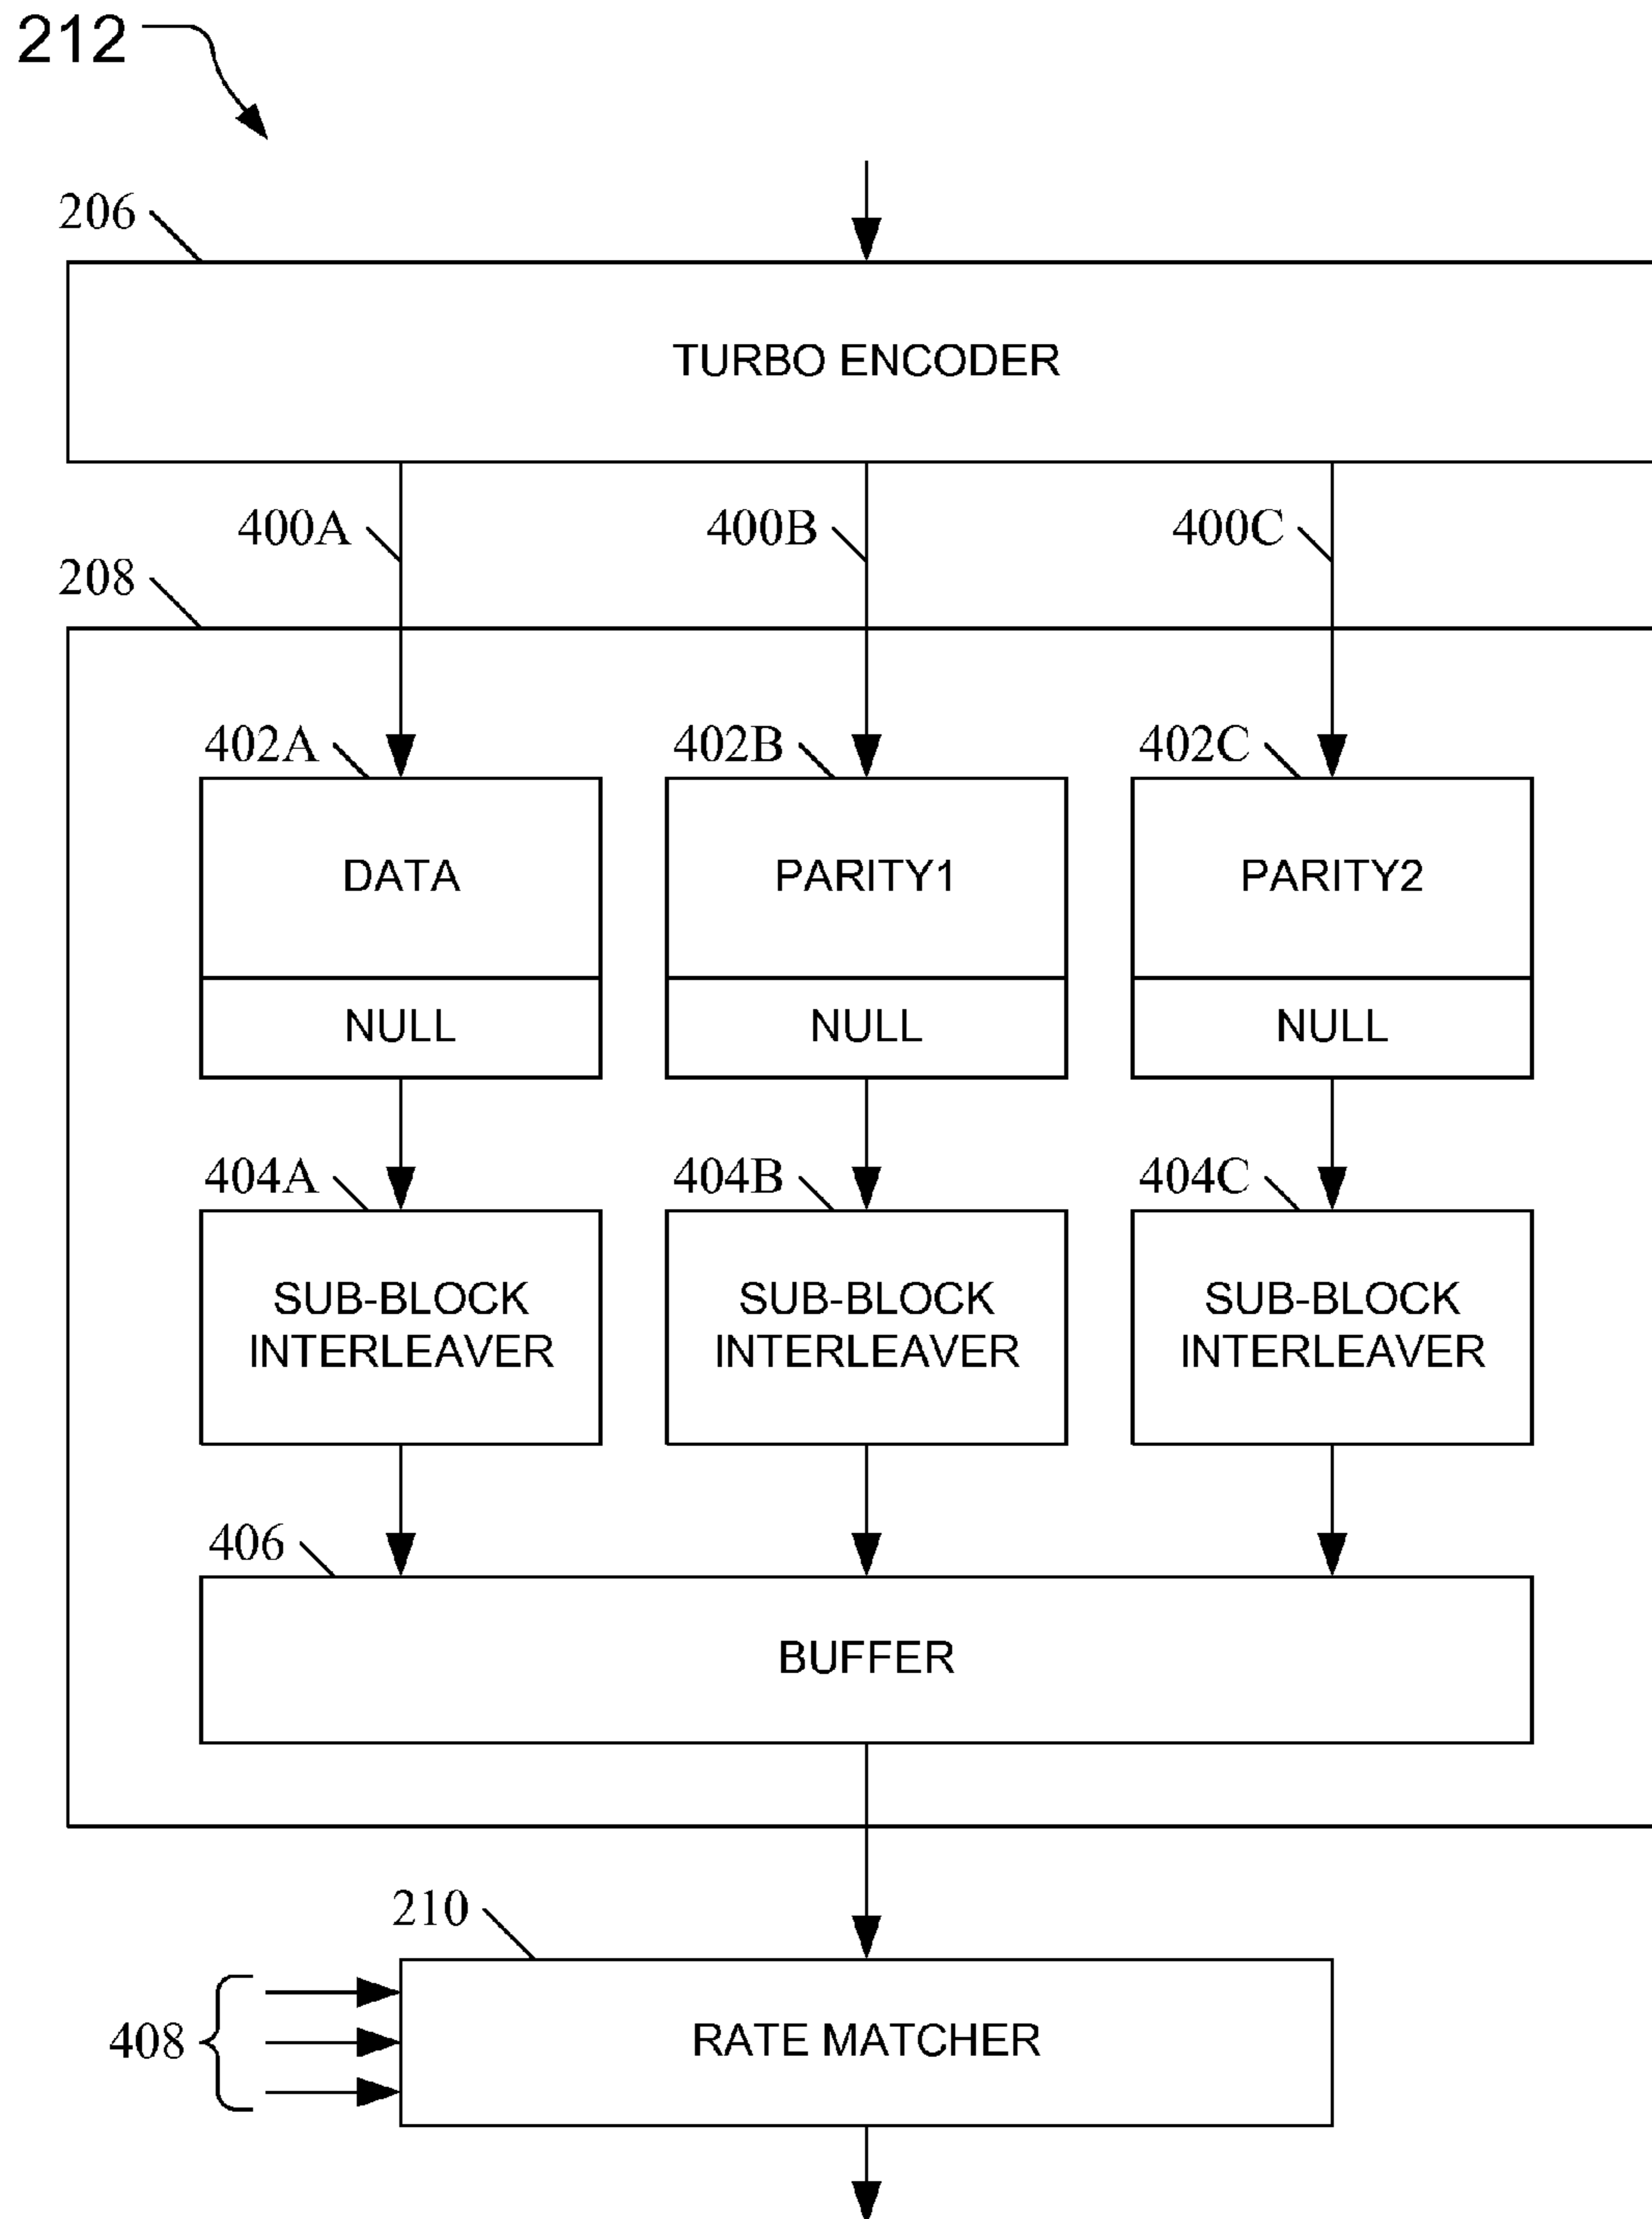 212
206
TURBO ENCODER
400A
400B
400C
208
402A
402B
402C
DATA
PARITY1
PARITY2
NULL
NULL
NULL
404A
404B
404C
SUB-BLOCK
INTERLEAVER
SUB-BLOCK
INTERLEAVER
SUB-BLOCK
INTERLEAVER
406
BUFFER
210
408
RATE MATCHER